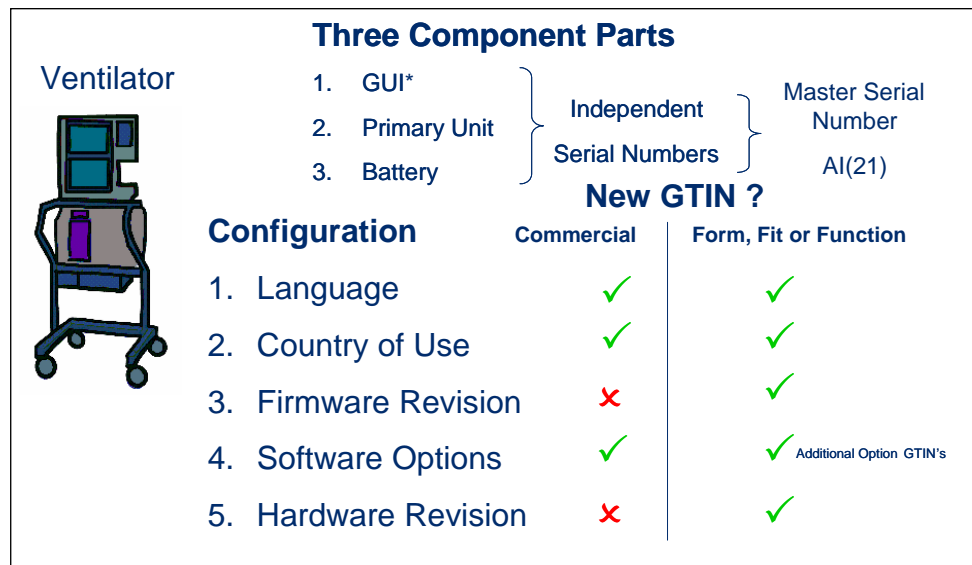 Three Component Parts
Ventilator
1. GUI*
2. Primary Unit
3. Battery
Independent
Serial Numbers
Master Serial
Number
AI(21)
New GTIN ?
Configuration
Commercial
Form, Fit or Function
1. Language ✓ ✓
2. Country of Use ✓ ✓
3. Firmware Revision ✗ ✓
4. Software Options ✓ ✓ Additional Option GTIN's
5. Hardware Revision ✗ ✓